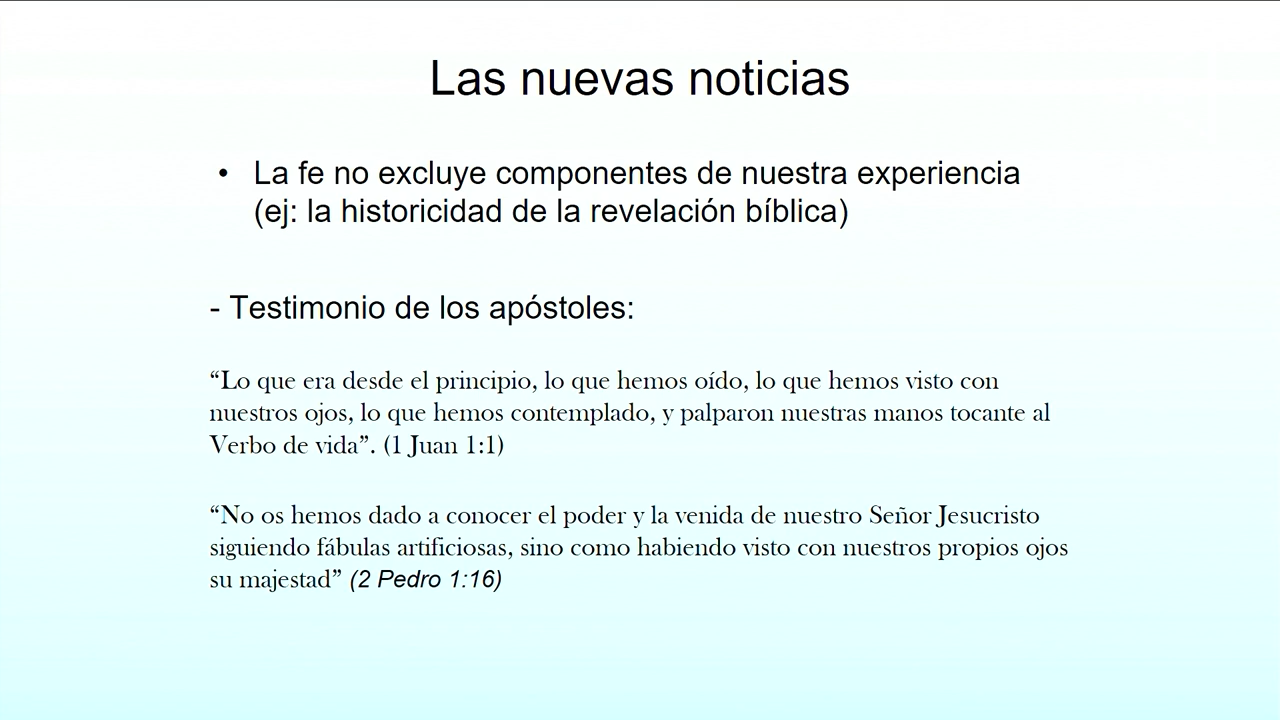 Las nuevas noticias
• La fe no excluye componentes de nuestra experiencia
(ej: la historicidad de la revelación bíblica)
- Testimonio de los apóstoles:
“Lo que era desde el principio, lo que hemos oído, lo que hemos visto con
nuestros ojos, lo que hemos contemplado, y palparon nuestras manos tocante al
Verbo de vida”. (1 Juan 1:1)
“No os hemos dado a conocer el poder y la venida de nuestro Señor Jesucristo
siguiendo fábulas artificiosas, sino como habiendo visto con nuestros propios ojos
su majestad” (2 Pedro 1:16)